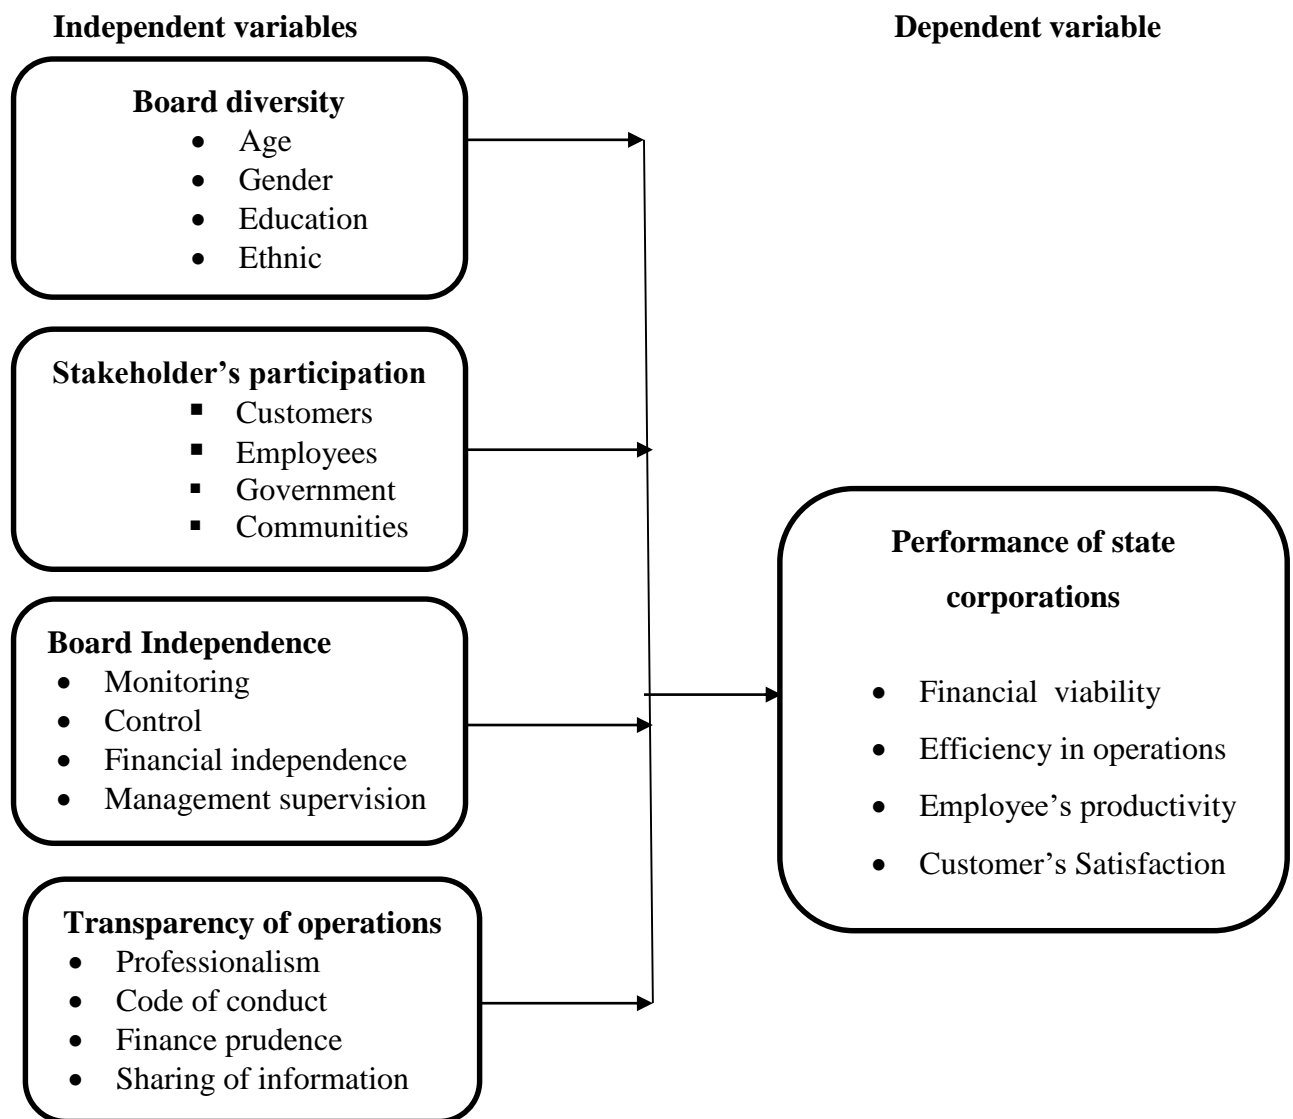 Independent variables
Dependent variable
Board diversity
• Age
• Gender
• Education
• Ethnic
Stakeholder’s participation
▪ Customers
▪ Employees
▪ Government
▪ Communities
Board Independence
• Monitoring
• Control
• Financial independence
• Management supervision
Transparency of operations
• Professionalism
• Code of conduct
• Finance prudence
• Sharing of information
Performance of state
corporations
• Financial viability
• Efficiency in operations
• Employee’s productivity
• Customer’s Satisfaction